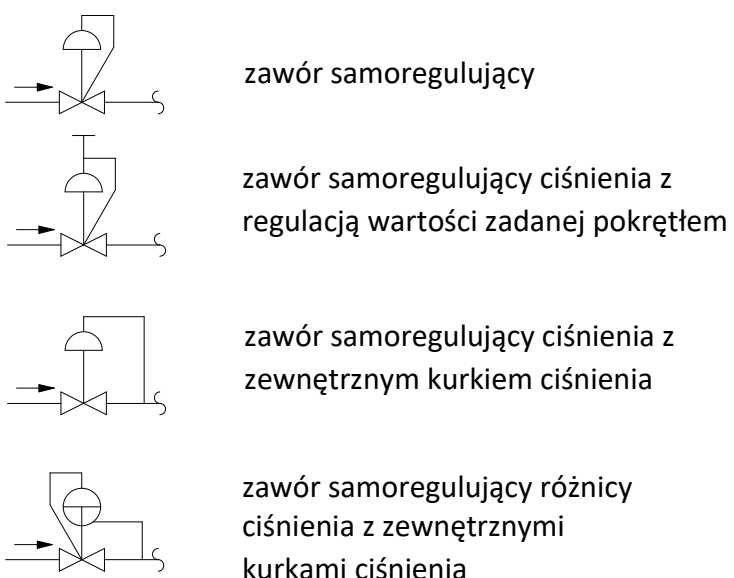 zawór samoregulujący
zawór samoregulujący ciśnienia z
regulacją wartości zadanej pokrętłem
zawór samoregulujący ciśnienia z
zewnętrznym kurkiem ciśnienia
zawór samoregulujący różnicy
ciśnienia z zewnętrznymi
kurkami ciśnienia